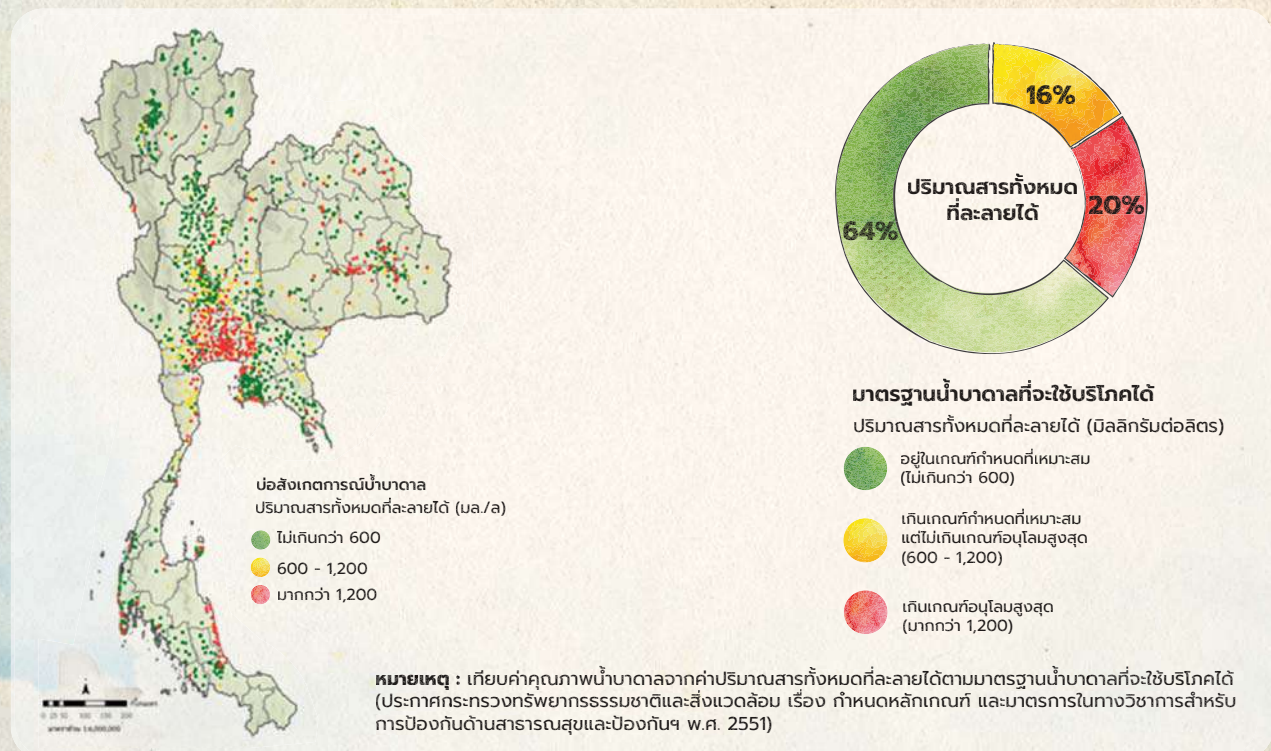 16%
20%
64%
ปริมาณสารทั้งหมด
ที่ละลายได้
มาตรฐานน้ำบาดาลที่จะใช้บริโภคได้
ปริมาณสารทั้งหมดที่ละลายได้ (มิลลิกรัมต่อลิตร)
อยู่ในเกณฑ์กำหนดที่เหมาะสม
(ไม่เกินกว่า 600)
เกินเกณฑ์กำหนดที่เหมาะสม
แต่ไม่เกินเกณฑ์อนุโลมสูงสุด
(600 - 1,200)
เกินเกณฑ์อนุโลมสูงสุด
(มากกว่า 1,200)
บ่อสังเกตการณ์น้ำบาดาล
ปริมาณสารทั้งหมดที่ละลายได้ (มล./ล)
ไม่เกินกว่า 600
600 - 1,200
มากกว่า 1,200
0 25 50 100 150 200
มาตราส่วน 1:6,000,000
หมายเหตุ : เทียบค่าคุณภาพน้ำบาดาลจากค่าปริมาณสารทั้งหมดที่ละลายได้ตามมาตรฐานน้ำบาดาลที่จะใช้บริโภคได้
(ประกาศกระทรวงทรัพยากรธรรมชาติและสิ่งแวดล้อม เรื่อง กำหนดหลักเกณฑ์ และมาตรการในทางวิชาการสำหรับ
การป้องกันด้านสาธารณสุขและป้องกันฯ พ.ศ. 2551)